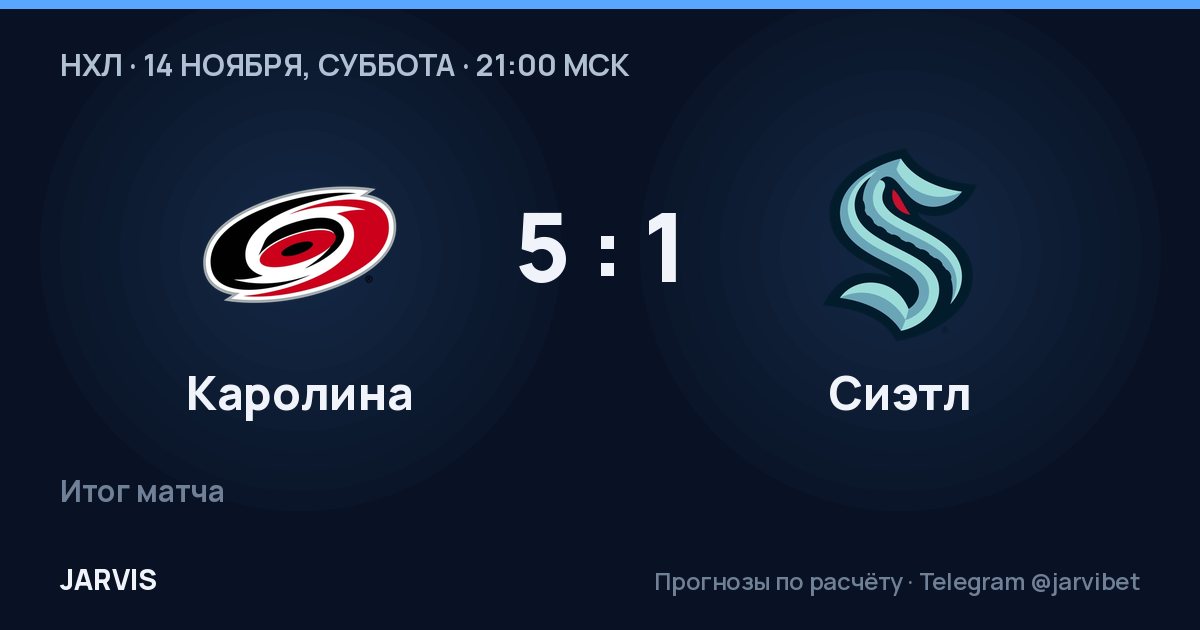 НХЛ · 14 НОЯБРЯ, СУББОТА · 21:00 МСК
5 : 1
Каролина
Сиэтл
Итог матча
JARVIS
Прогнозы по расчёту · Telegram @jarvibet